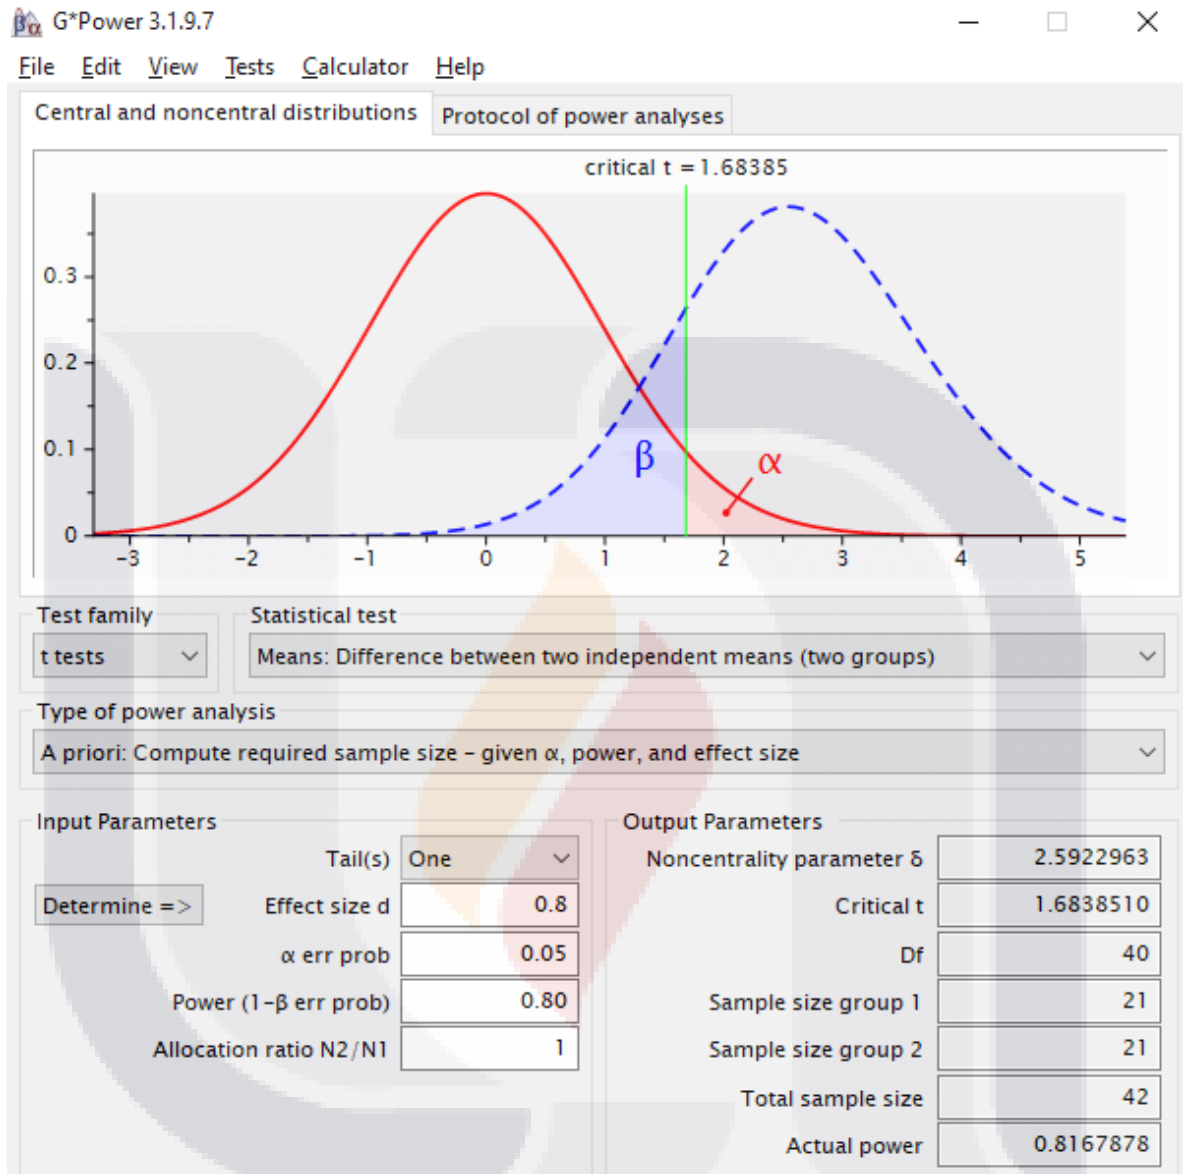 βα G*Power 3.1.9.7
File Edit View Tests Calculator Help
Central and noncentral distributions Protocol of power analyses
critical t = 1.68385
0.3
0.2
β α
0.1
0
-3 -2 -1 0 1 2 3 4 5
Test family Statistical test
t tests Means: Difference between two independent means (two groups)
Type of power analysis
A priori: Compute required sample size – given α, power, and effect size
Input Parameters Output Parameters
Tail(s) One Noncentrality parameter δ 2.5922963
Determine => Effect size d 0.8 Critical t 1.6838510
α err prob 0.05 Df 40
Power (1-β err prob) 0.80 Sample size group 1 21
Allocation ratio N2/N1 1 Sample size group 2 21
Total sample size 42
Actual power 0.8167878